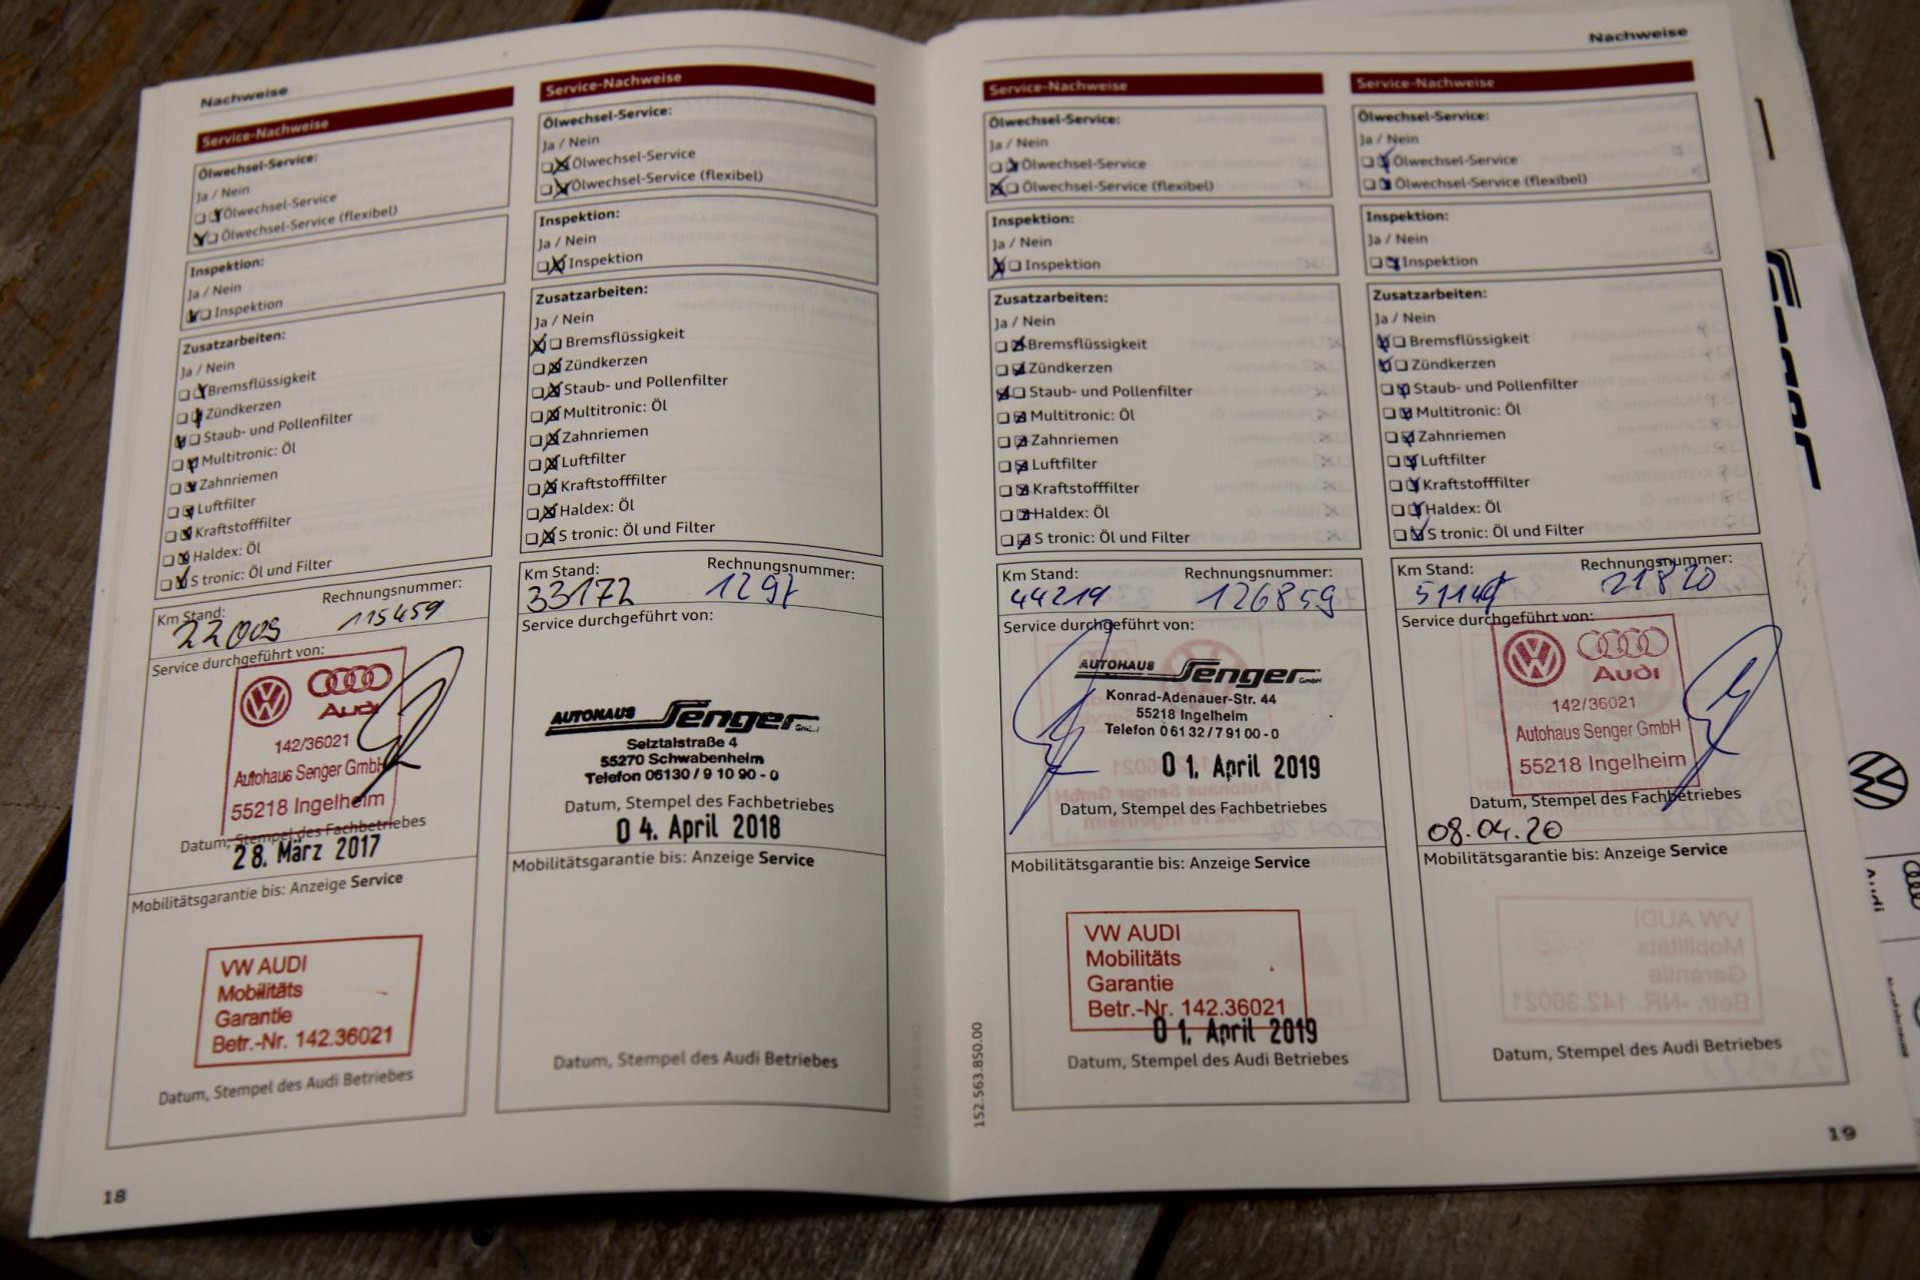 Nachweise
Service-Nachweise
Ölwechsel-Service:
Ja / Nein
Ölwechsel-Service
Ölwechsel-Service (flexibel)
Inspektion:
Ja / Nein
Inspektion
Zusatzarbeiten:
Ja / Nein
Bremsflüssigkeit
Zündkerzen
Staub- und Pollenfilter
Multitronic: Öl
Zahnriemen
Luftfilter
Kraftstofffilter
Haldex: Öl
S tronic: Öl und Filter
Km Stand: Rechnungsnummer:
22009 115459
Service durchgeführt von:
Audi
142/36021
Autohaus Senger GmbH
55218 Ingelheim
Datum, Stempel des Fachbetriebes
28. März 2017
Mobilitätsgarantie bis: Anzeige Service
VW AUDI
Mobilitäts
Garantie
Betr.-Nr. 142.36021
Datum, Stempel des Audi Betriebes
18
Service-Nachweise
Ölwechsel-Service:
Ja / Nein
Ölwechsel-Service
Ölwechsel-Service (flexibel)
Inspektion:
Ja / Nein
Inspektion
Zusatzarbeiten:
Ja / Nein
Bremsflüssigkeit
Zündkerzen
Staub- und Pollenfilter
Multitronic: Öl
Zahnriemen
Luftfilter
Kraftstofffilter
Haldex: Öl
S tronic: Öl und Filter
Km Stand: Rechnungsnummer:
33172 1297
Service durchgeführt von:
AUTOHAUS Senger GmbH
Selztalstraße 4
55270 Schwabenheim
Telefon 06130 / 9 10 90 - 0
Datum, Stempel des Fachbetriebes
04. April 2018
Mobilitätsgarantie bis: Anzeige Service
Datum, Stempel des Audi Betriebes
Nachweise
Service-Nachweise
Ölwechsel-Service:
Ja / Nein
Ölwechsel-Service
Ölwechsel-Service (flexibel)
Inspektion:
Ja / Nein
Inspektion
Zusatzarbeiten:
Ja / Nein
Bremsflüssigkeit
Zündkerzen
Staub- und Pollenfilter
Multitronic: Öl
Zahnriemen
Luftfilter
Kraftstofffilter
Haldex: Öl
S tronic: Öl und Filter
Km Stand: Rechnungsnummer:
44219 126859
Service durchgeführt von:
AUTOHAUS Senger GmbH
Konrad-Adenauer-Str. 44
55218 Ingelheim
Telefon 0 61 32 / 7 91 00 - 0
01. April 2019
Datum, Stempel des Fachbetriebes
Mobilitätsgarantie bis: Anzeige Service
VW AUDI
Mobilitäts
Garantie
Betr.-Nr. 142.36021
01. April 2019
Datum, Stempel des Audi Betriebes
152.563.850.00
Service-Nachweise
Ölwechsel-Service:
Ja / Nein
Ölwechsel-Service
Ölwechsel-Service (flexibel)
Inspektion:
Ja / Nein
Inspektion
Zusatzarbeiten:
Ja / Nein
Bremsflüssigkeit
Zündkerzen
Staub- und Pollenfilter
Multitronic: Öl
Zahnriemen
Luftfilter
Kraftstofffilter
Haldex: Öl
S tronic: Öl und Filter
Km Stand: Rechnungsnummer:
21820
Service durchgeführt von:
Audi
142/36021
Autohaus Senger GmbH
55218 Ingelheim
Datum, Stempel des Fachbetriebes
08.04.20
Mobilitätsgarantie bis: Anzeige Service
Datum, Stempel des Audi Betriebes
19
Audi